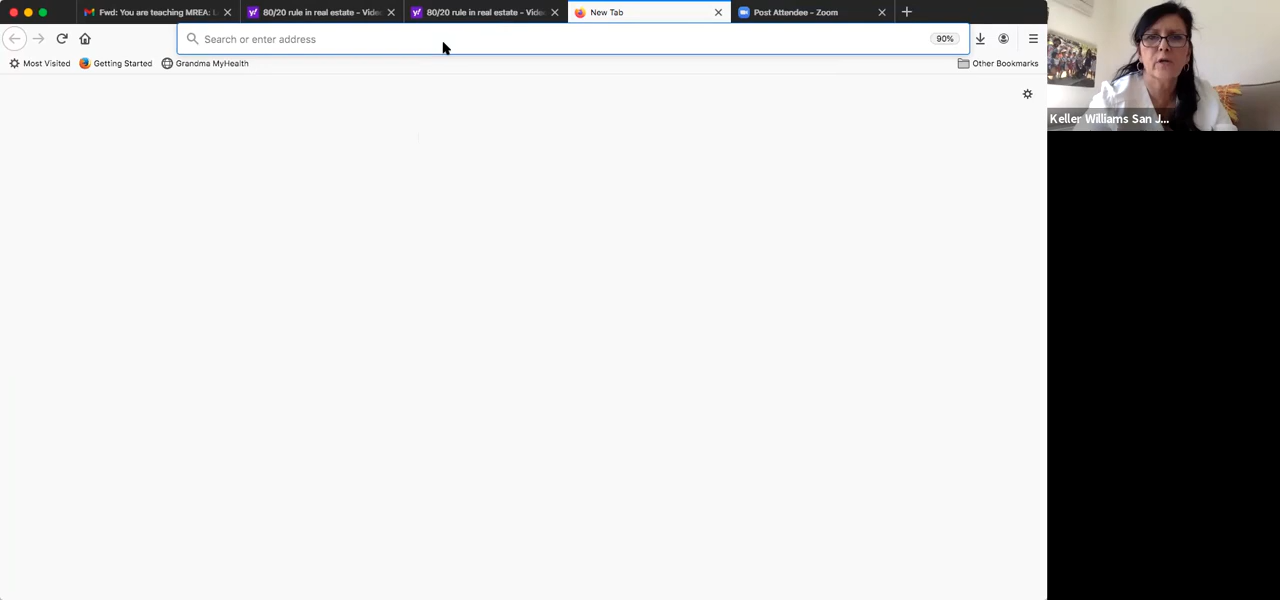 Fwd: You are teaching MREA: L
80/20 rule in real estate - Video
80/20 rule in real estate - Video
New Tab
Post Attendee - Zoom
Search or enter address
90%
Most Visited
Getting Started
Grandma MyHealth
Other Bookmarks
Keller Williams San J...